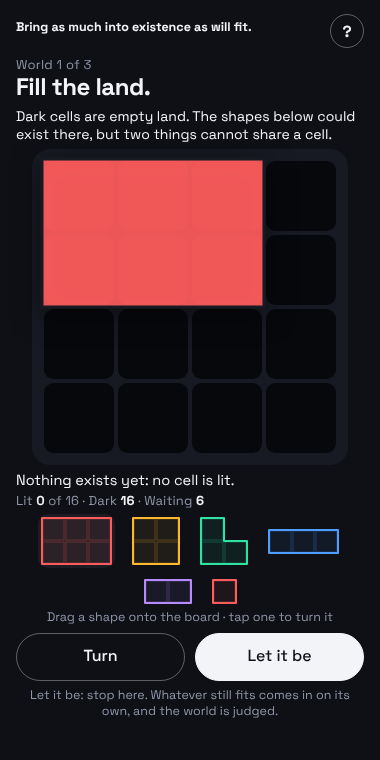 Bring as much into existence as will fit.
?
World 1 of 3
Fill the land.
Dark cells are empty land. The shapes below could
exist there, but two things cannot share a cell.
Nothing exists yet: no cell is lit.
Lit 0 of 16 · Dark 16 · Waiting 6
Drag a shape onto the board · tap one to turn it
Turn
Let it be
Let it be: stop here. Whatever still fits comes in on its
own, and the world is judged.